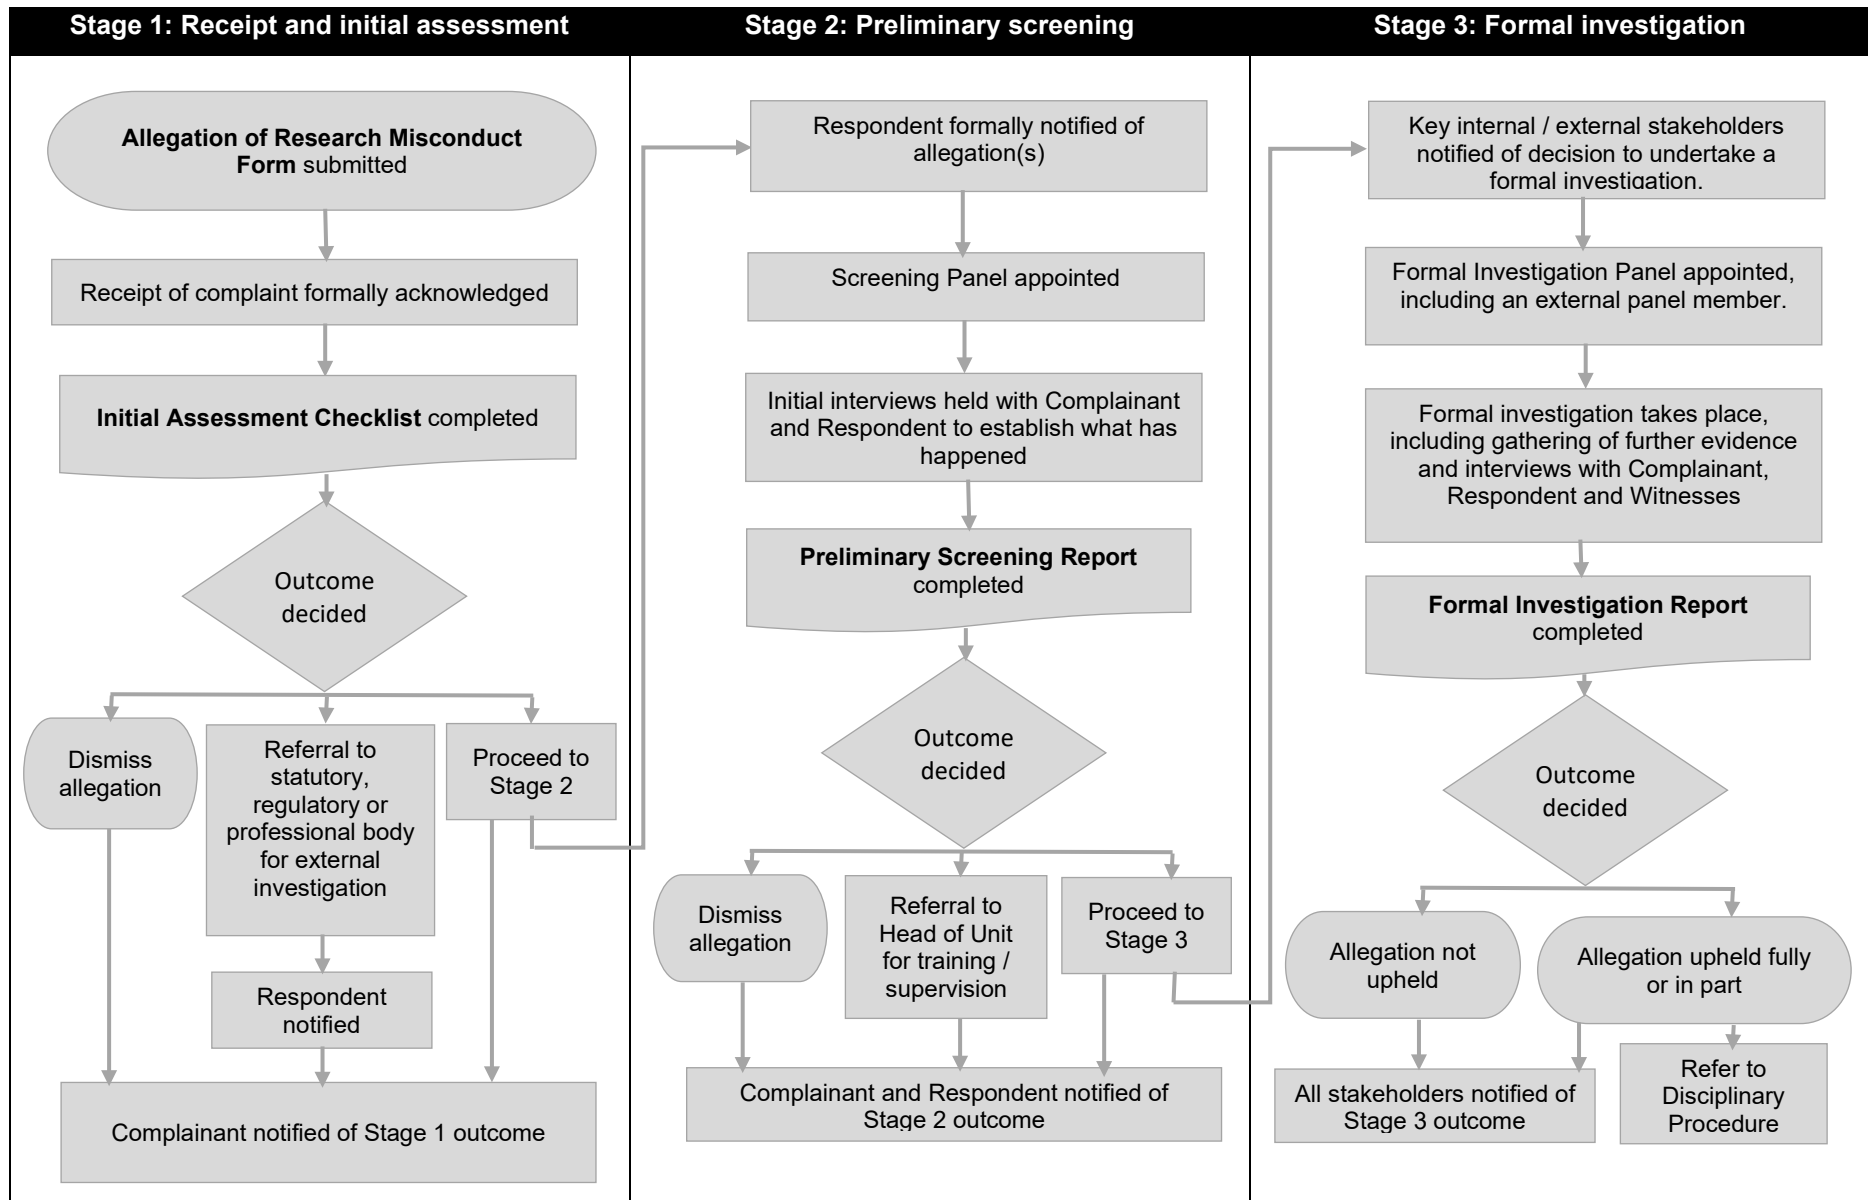 Stage 1: Receipt and initial assessment
Allegation of Research Misconduct
Form submitted
Receipt of complaint formally acknowledged
Initial Assessment Checklist completed
Outcome
decided
Dismiss
allegation
Referral to
statutory,
regulatory or
professional body
for external
investigation
Proceed to
Stage 2
Respondent
notified
Complainant notified of Stage 1 outcome
Stage 2: Preliminary screening
Respondent formally notified of
allegation(s)
Screening Panel appointed
Initial interviews held with Complainant
and Respondent to establish what has
happened
Preliminary Screening Report
completed
Outcome
decided
Dismiss
allegation
Referral to
Head of Unit
for training /
supervision
Proceed to
Stage 3
Complainant and Respondent notified of
Stage 2 outcome
Stage 3: Formal investigation
Key internal / external stakeholders
notified of decision to undertake a
formal investigation.
Formal Investigation Panel appointed,
including an external panel member.
Formal investigation takes place,
including gathering of further evidence
and interviews with Complainant,
Respondent and Witnesses
Formal Investigation Report
completed
Outcome
decided
Allegation not
upheld
Allegation upheld fully
or in part
All stakeholders notified of
Stage 3 outcome
Refer to
Disciplinary
Procedure